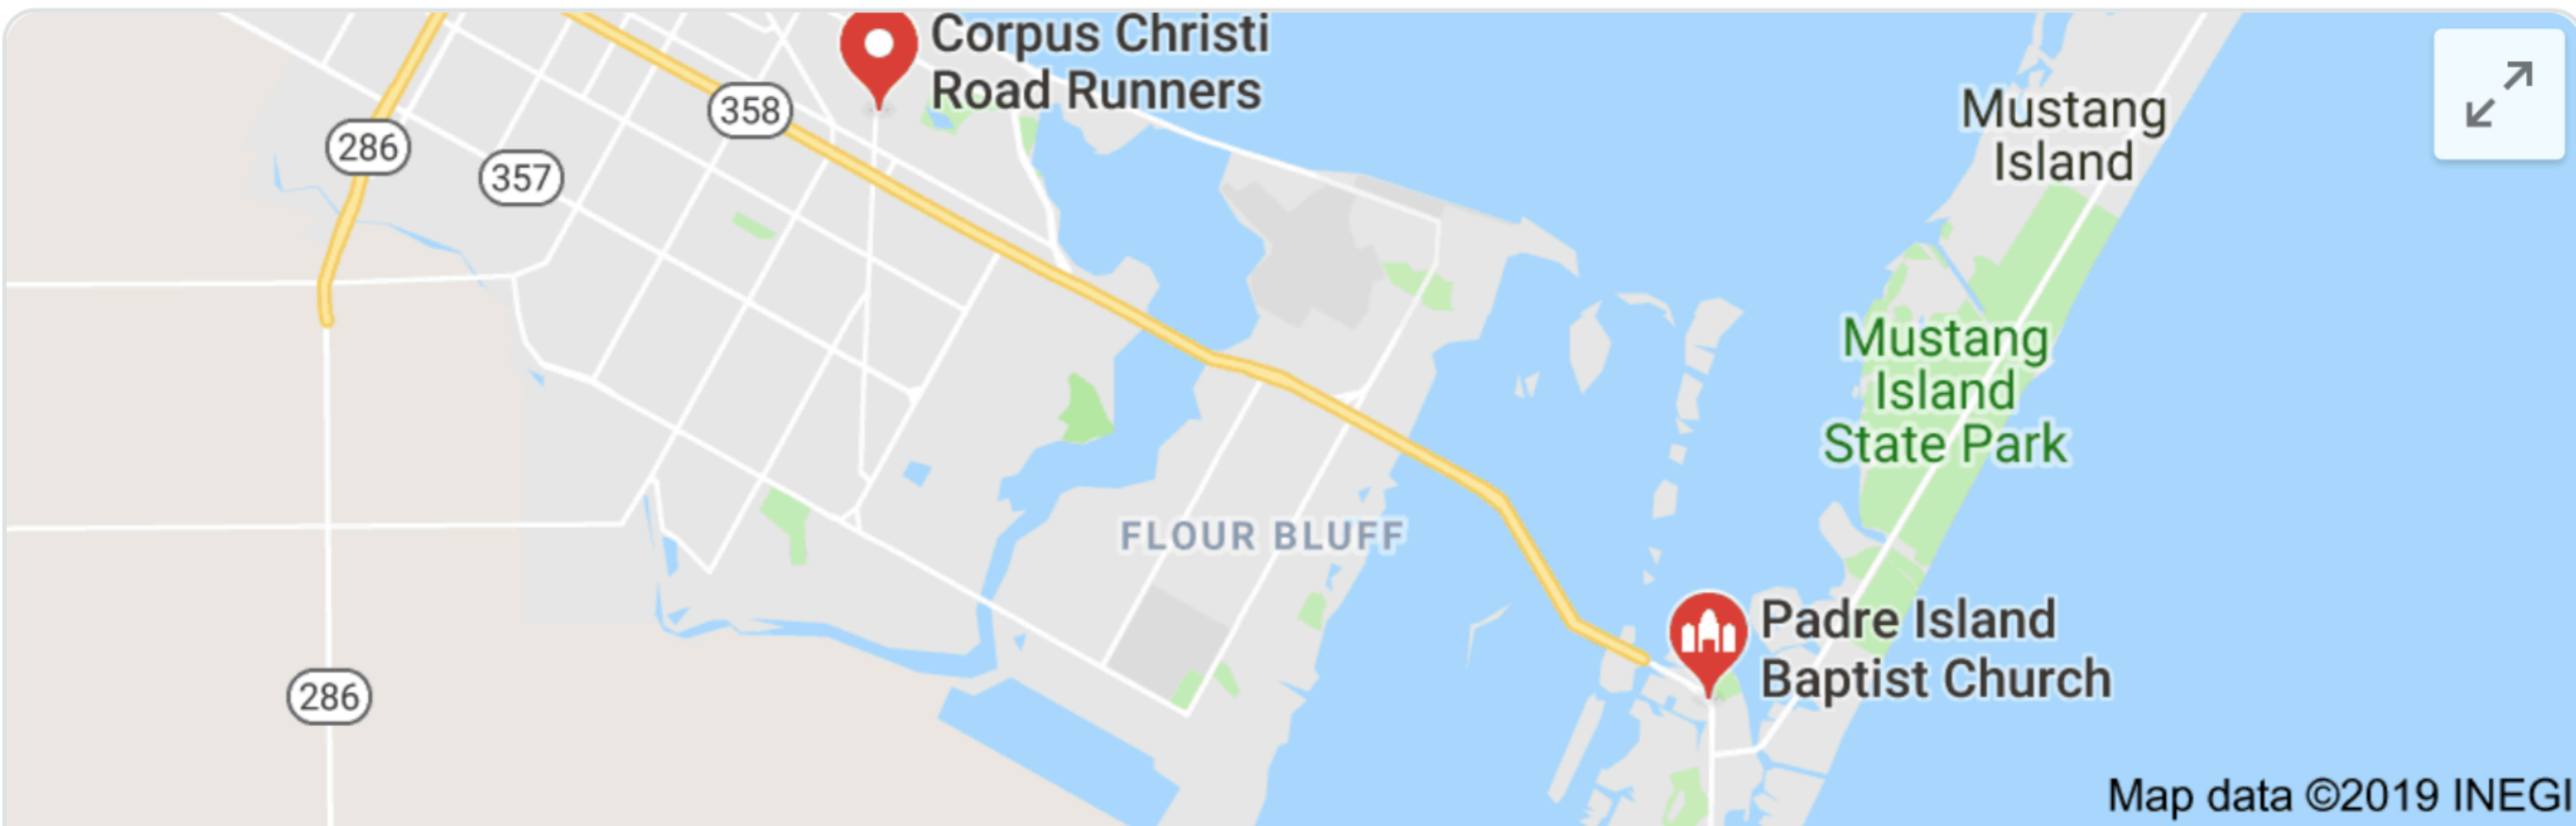 Corpus Christi
Road Runners
358
286
357
Mustang
Island
Mustang
Island
State Park
FLOUR BLUFF
Padre Island
Baptist Church
286
Map data ©2019 INEGI